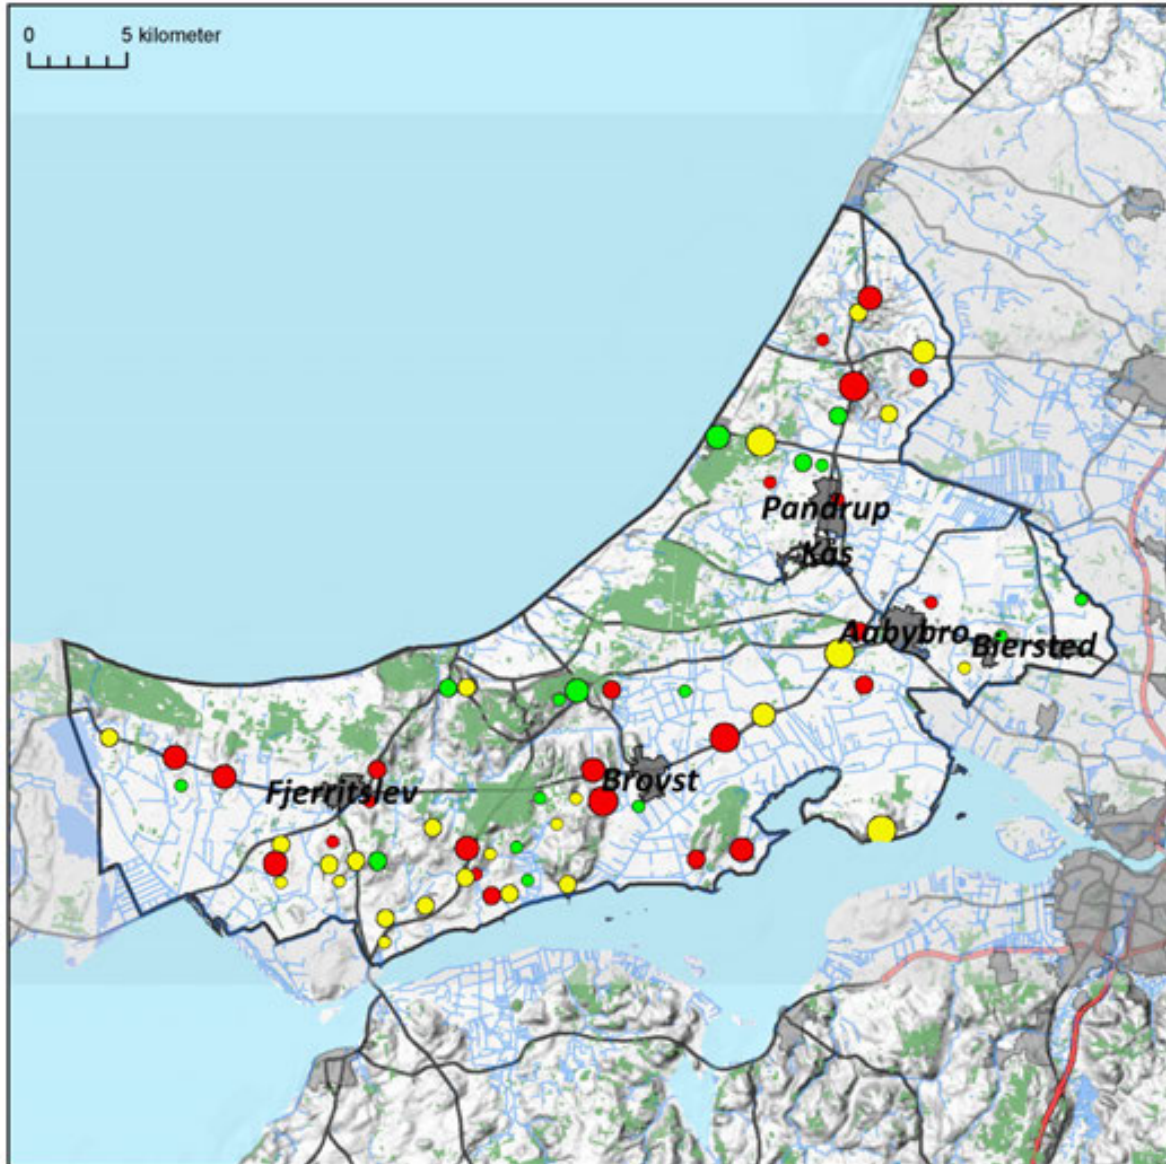 0 5 kilometer
Pandrup
Kås
Aabybro
Bjersted
Brovst
Fjerritslev